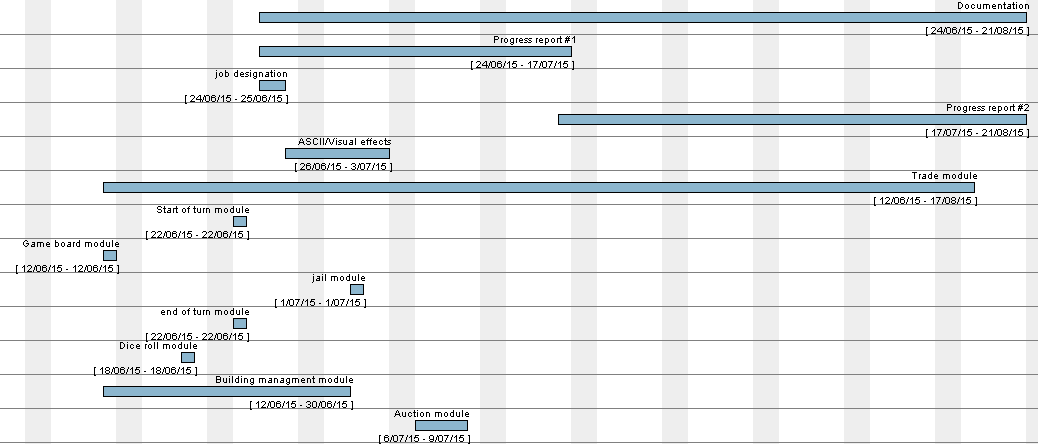 Documentation
[ 24/06/15 - 21/08/15 ]
Progress report #1
[ 24/06/15 - 17/07/15 ]
job designation
[ 24/06/15 - 25/06/15 ]
Progress report #2
[ 17/07/15 - 21/08/15 ]
ASCII/Visual effects
[ 26/06/15 - 3/07/15 ]
Trade module
[ 12/06/15 - 17/08/15 ]
Start of turn module
[ 22/06/15 - 22/06/15 ]
Game board module
[ 12/06/15 - 12/06/15 ]
jail module
[ 1/07/15 - 1/07/15 ]
end of turn module
[ 22/06/15 - 22/06/15 ]
Dice roll module
[ 18/06/15 - 18/06/15 ]
Building managment module
[ 12/06/15 - 30/06/15 ]
Auction module
[ 6/07/15 - 9/07/15 ]